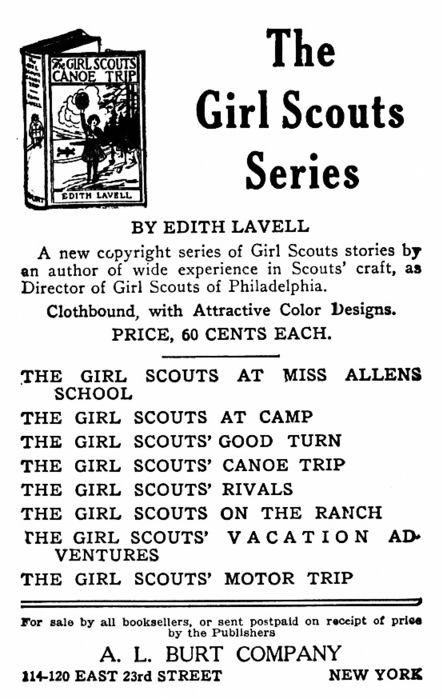 The GIRL SCOUTS
CANOE TRIP
EDITH LAVELL
BURT
The
Girl Scouts
Series
BY EDITH LAVELL
A new copyright series of Girl Scouts stories by
an author of wide experience in Scouts' craft, as
Director of Girl Scouts of Philadelphia.
Clothbound, with Attractive Color Designs.
PRICE, 60 CENTS EACH.
THE GIRL SCOUTS AT MISS ALLENS
SCHOOL
THE GIRL SCOUTS AT CAMP
THE GIRL SCOUTS' GOOD TURN
THE GIRL SCOUTS' CANOE TRIP
THE GIRL SCOUTS' RIVALS
THE GIRL SCOUTS ON THE RANCH
THE GIRL SCOUTS' VACATION AD-
VENTURES
THE GIRL SCOUTS' MOTOR TRIP
For sale by all booksellers, or sent postpaid on receipt of price
by the Publishers
A. L. BURT COMPANY
114-120 EAST 23rd STREET NEW YORK